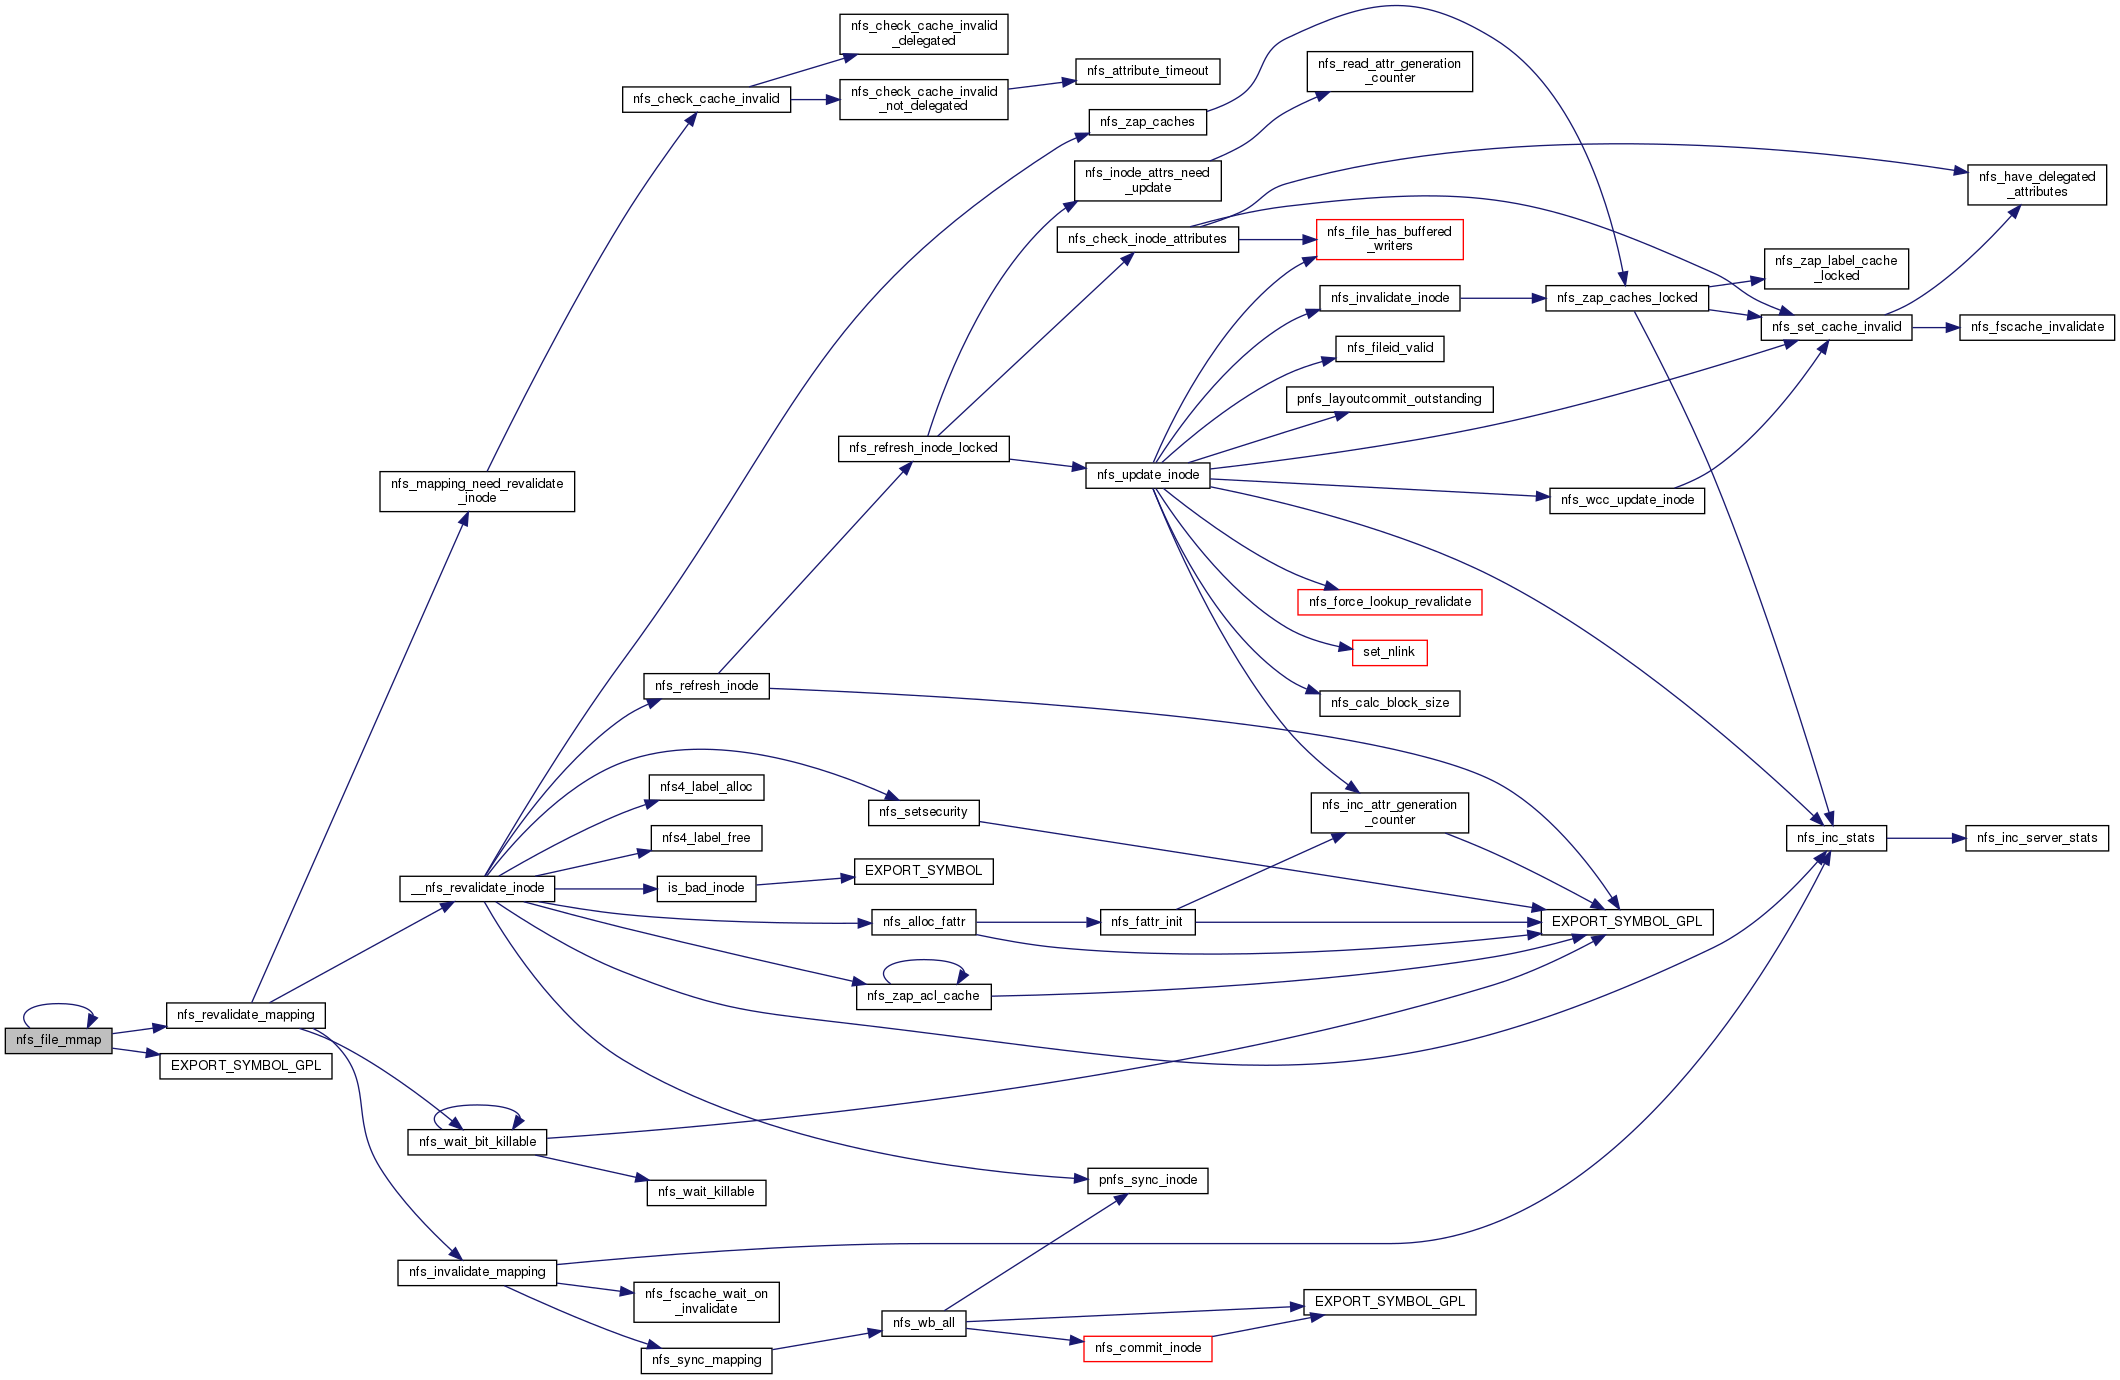 nfs_check_cache_invalid
_delegated
nfs_read_attr_generation
_counter
nfs_attribute_timeout
nfs_check_cache_invalid
nfs_check_cache_invalid
_not_delegated
nfs_zap_caches
nfs_inode_attrs_need
_update
nfs_have_delegated
_attributes
nfs_check_inode_attributes
nfs_file_has_buffered
_writers
nfs_zap_label_cache
_locked
nfs_invalidate_inode
nfs_zap_caches_locked
nfs_set_cache_invalid
nfs_fscache_invalidate
nfs_fileid_valid
pnfs_layoutcommit_outstanding
nfs_refresh_inode_locked
nfs_update_inode
nfs_mapping_need_revalidate
_inode
nfs_wcc_update_inode
nfs_force_lookup_revalidate
set_nlink
nfs_refresh_inode
nfs_calc_block_size
nfs4_label_alloc
nfs_setsecurity
nfs_inc_attr_generation
_counter
nfs4_label_free
nfs_inc_stats
nfs_inc_server_stats
EXPORT_SYMBOL
__nfs_revalidate_inode
is_bad_inode
nfs_alloc_fattr
nfs_fattr_init
EXPORT_SYMBOL_GPL
nfs_zap_acl_cache
nfs_revalidate_mapping
nfs_file_mmap
EXPORT_SYMBOL_GPL
nfs_wait_bit_killable
pnfs_sync_inode
nfs_wait_killable
nfs_invalidate_mapping
nfs_fscache_wait_on
_invalidate
EXPORT_SYMBOL_GPL
nfs_wb_all
nfs_commit_inode
nfs_sync_mapping